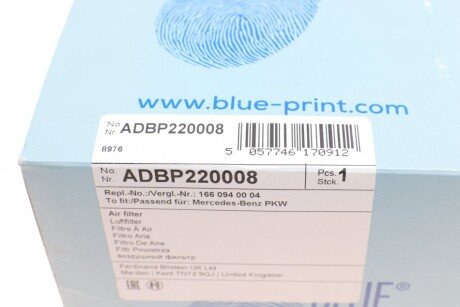 www.blue-print.com
No.
Nr. ADBP220008
8976
5 057746 170912
No.
Nr. ADBP220008
Pcs.
Stck. 1
Repl.-No.:/Vergl.-Nr.: 166 094 00 04
To fit:/Passend für: Mercedes-Benz PKW
Air filter
Luftfilter
Filtre À Air
Filtro Aria
Filtro De Aire
Filtr Powietrza
воздушный фильтр
Ferdinand Bilstein UK Ltd
Marden | Kent TN12 9QJ | United Kingdom
EAC